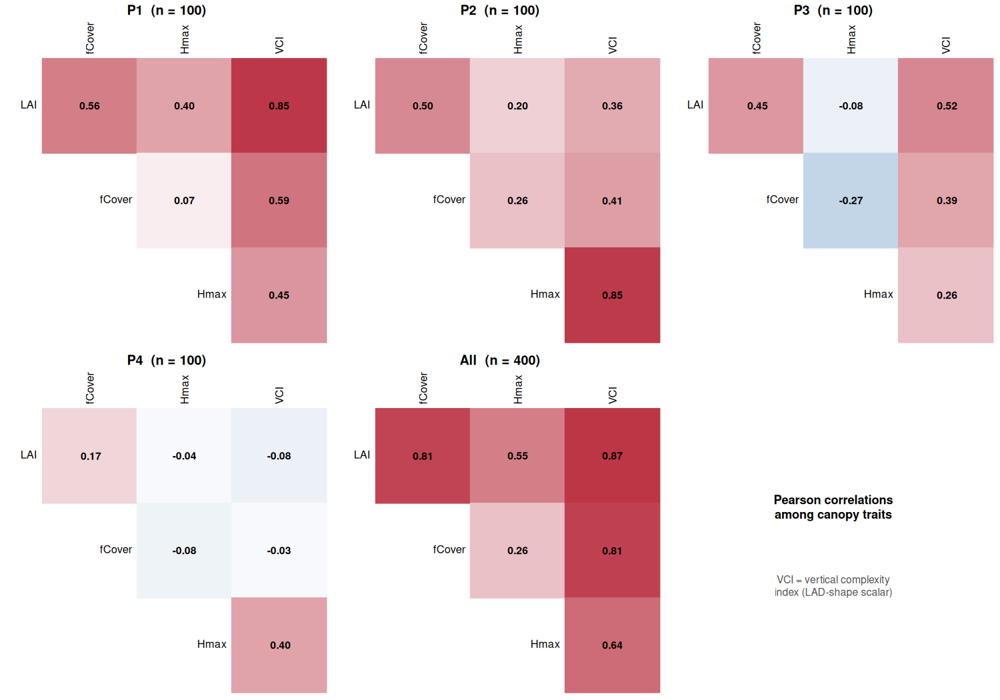 P1 (n = 100)
fCover
Hmax
VCI
LAI
0.56
0.40
0.85
fCover
0.07
0.59
Hmax
0.45
P2 (n = 100)
fCover
Hmax
VCI
LAI
0.50
0.20
0.36
fCover
0.26
0.41
Hmax
0.85
P3 (n = 100)
fCover
Hmax
VCI
LAI
0.45
-0.08
0.52
fCover
-0.27
0.39
Hmax
0.26
P4 (n = 100)
fCover
Hmax
VCI
LAI
0.17
-0.04
-0.08
fCover
-0.08
-0.03
Hmax
0.40
All (n = 400)
fCover
Hmax
VCI
LAI
0.81
0.55
0.87
fCover
0.26
0.81
Hmax
0.64
Pearson correlations
among canopy traits
VCI = vertical complexity
index (LAD-shape scalar)